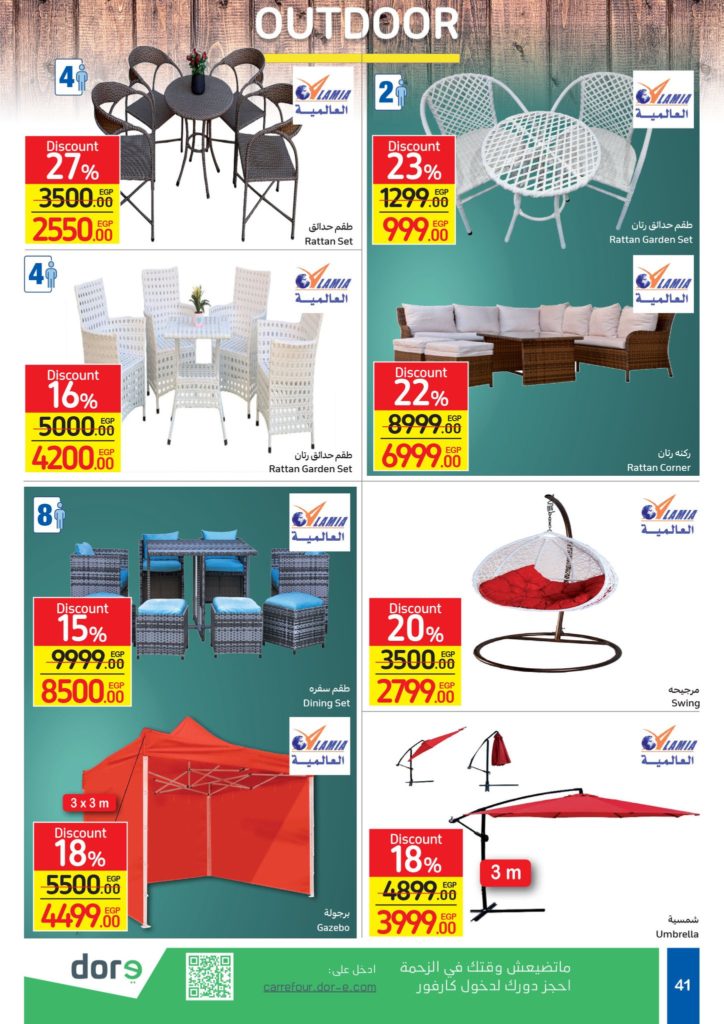 OUTDOOR
4
ALAMIA
العالمية
Discount
27%
3500.00 EGP
2550.00 EGP
طقم حدائق
Rattan Set
2
ALAMIA
العالمية
Discount
23%
1299.00 EGP
999.00 EGP
طقم حدائق رتان
Rattan Garden Set
4
ALAMIA
العالمية
Discount
16%
5000.00 EGP
4200.00 EGP
طقم حدائق رتان
Rattan Garden Set
ALAMIA
العالمية
Discount
22%
8999.00 EGP
6999.00 EGP
ركنه رتان
Rattan Corner
8
ALAMIA
العالمية
Discount
15%
9999.00 EGP
8500.00 EGP
طقم سفره
Dining Set
ALAMIA
العالمية
Discount
20%
3500.00 EGP
2799.00 EGP
مرجيحه
Swing
ALAMIA
العالمية
3 x 3 m
Discount
18%
5500.00 EGP
4499.00 EGP
برجولة
Gazebo
ALAMIA
العالمية
Discount
18%
4899.00 EGP
3999.00 EGP
3 m
شمسية
Umbrella
dore
ادخل على:
carrefour.dor-e.com
ماتضيعش وقتك في الزحمة
احجز دورك لدخول كارفور
41